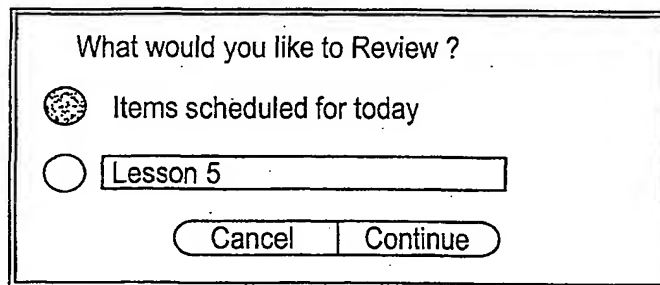 What would you like to Review ?
Items scheduled for today
Lesson 5
Cancel Continue